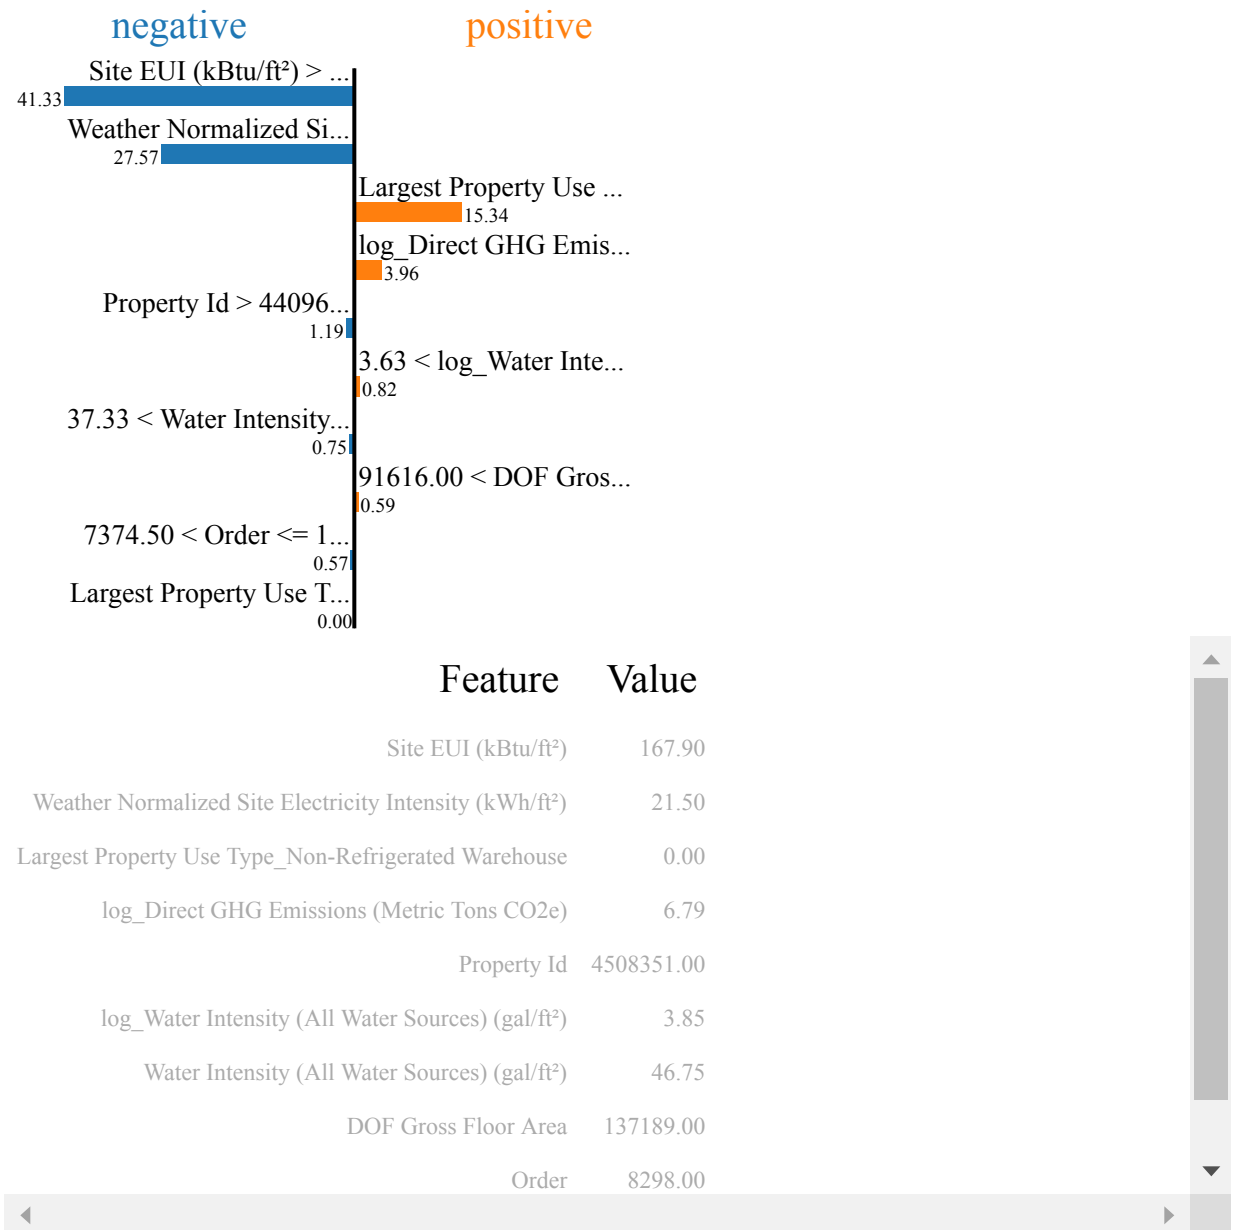 negative positive
Site EUI (kBtu/ft²) > ...
41.33
Weather Normalized Si...
27.57
Largest Property Use ...
15.34
log_Direct GHG Emis...
3.96
Property Id > 44096...
1.19
3.63 < log_Water Inte...
0.82
37.33 < Water Intensity...
0.75
91616.00 < DOF Gros...
0.59
7374.50 < Order <= 1...
0.57
Largest Property Use T...
0.00
Feature Value
Site EUI (kBtu/ft²) 167.90
Weather Normalized Site Electricity Intensity (kWh/ft²) 21.50
Largest Property Use Type_Non-Refrigerated Warehouse 0.00
log_Direct GHG Emissions (Metric Tons CO2e) 6.79
Property Id 4508351.00
log_Water Intensity (All Water Sources) (gal/ft²) 3.85
Water Intensity (All Water Sources) (gal/ft²) 46.75
DOF Gross Floor Area 137189.00
Order 8298.00